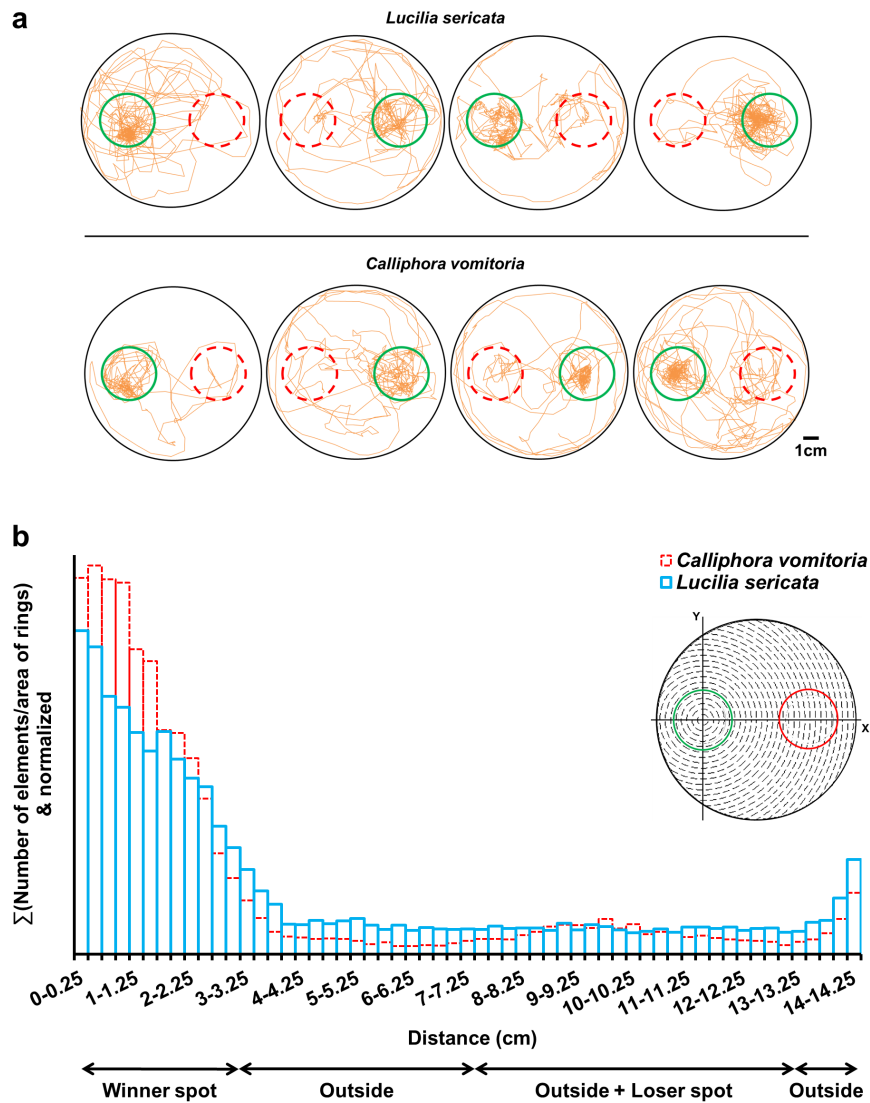 a
Lucilia sericata
Calliphora vomitoria
1cm
b
Calliphora vomitoria
Lucilia sericata
Y
X
∑(Number of elements/area of rings)
& normalized
0-0.25
1-1.25
2-2.25
3-3.25
4-4.25
5-5.25
6-6.25
7-7.25
8-8.25
9-9.25
10-10.25
11-11.25
12-12.25
13-13.25
14-14.25
Distance (cm)
Winner spot
Outside
Outside + Loser spot
Outside